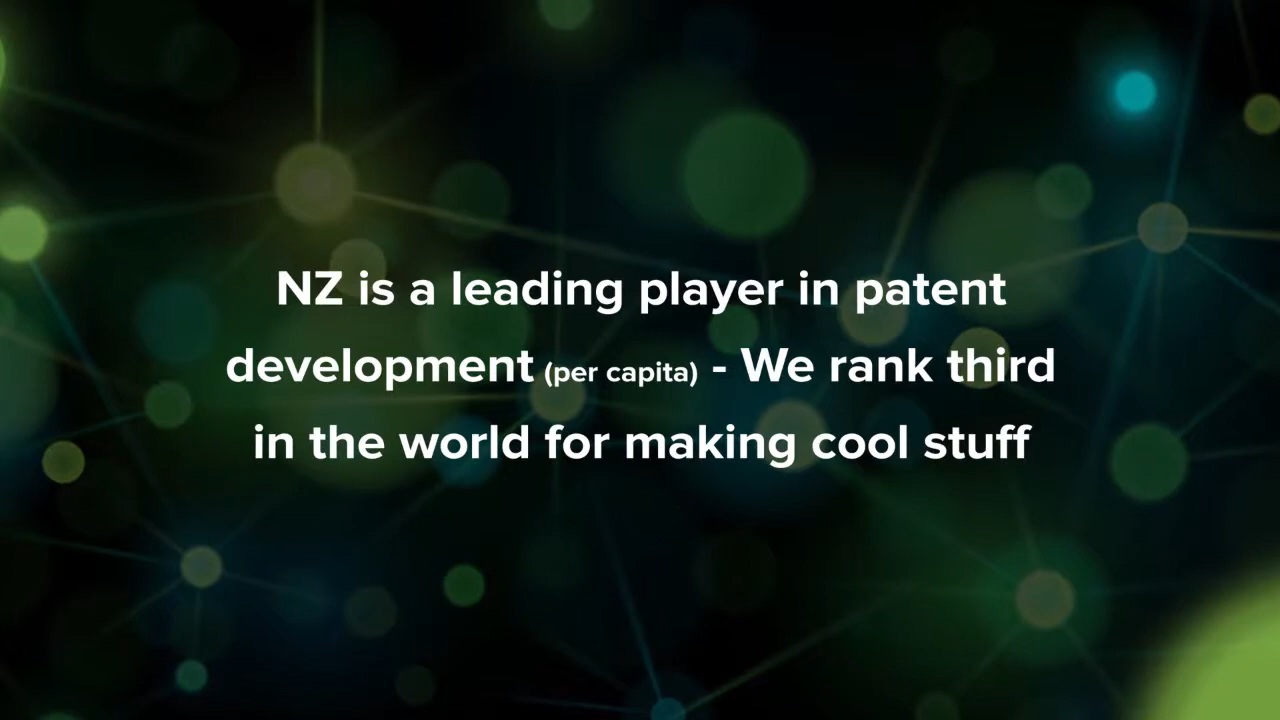 NZ is a leading player in patent
development (per capita) - We rank third
in the world for making cool stuff